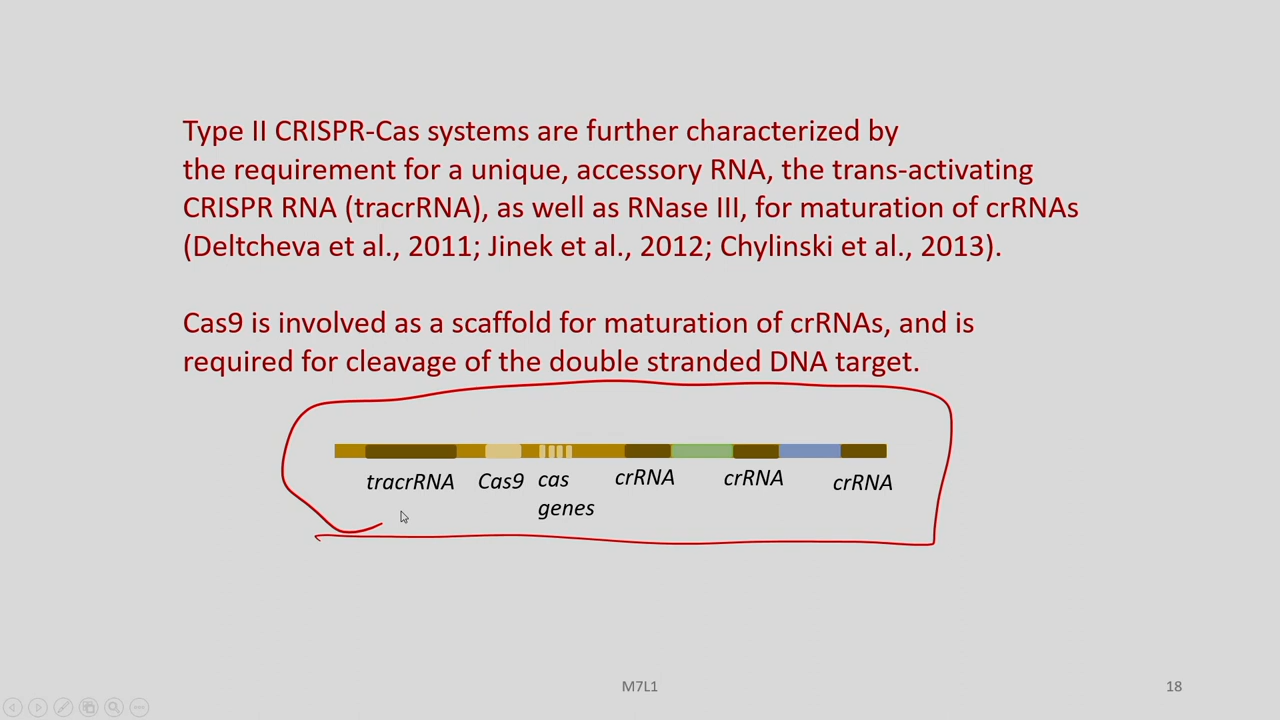 Type II CRISPR-Cas systems are further characterized by
the requirement for a unique, accessory RNA, the trans-activating
CRISPR RNA (tracrRNA), as well as RNase III, for maturation of crRNAs
(Deltcheva et al., 2011; Jinek et al., 2012; Chylinski et al., 2013).
Cas9 is involved as a scaffold for maturation of crRNAs, and is
required for cleavage of the double stranded DNA target.
tracrRNA Cas9 cas crRNA crRNA crRNA
genes
M7L1 18